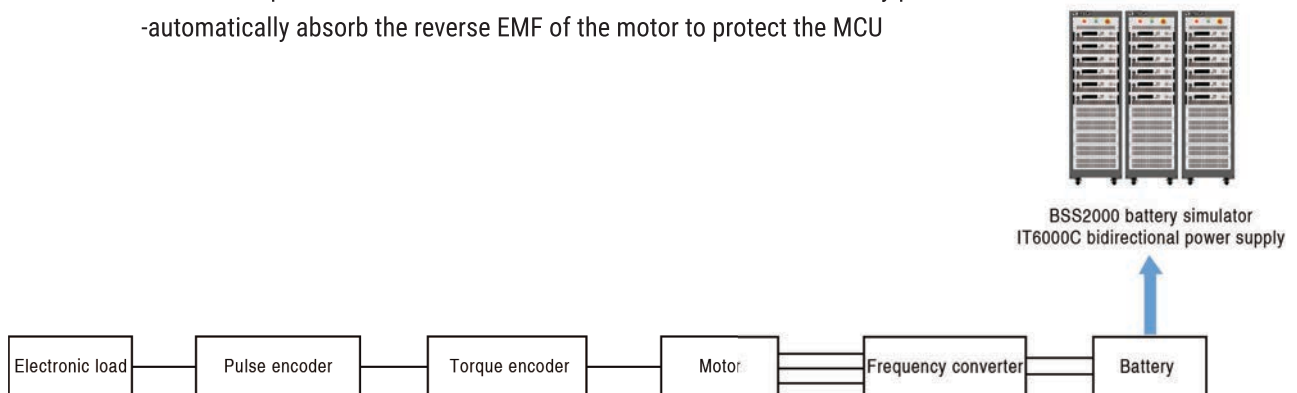 -automatically absorb the reverse EMF of the motor to protect the MCU
BSS2000 battery simulator
IT6000C bidirectional power supply
Electronic load
Pulse encoder
Torque encoder
Motor
Frequency converter
Battery